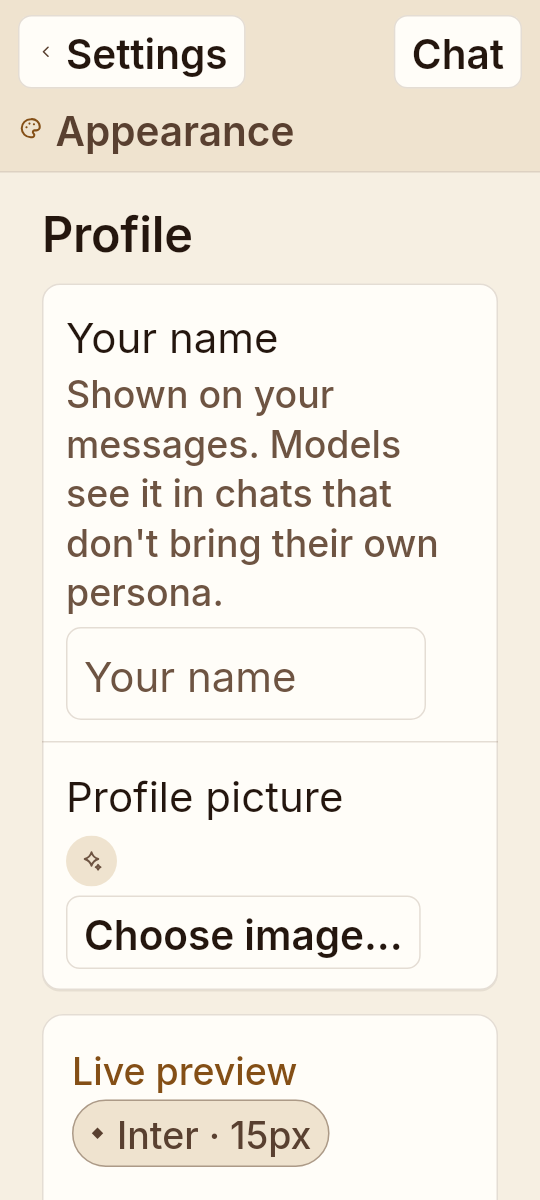 Settings
Chat
Appearance
Profile
Your name
Shown on your
messages. Models
see it in chats that
don't bring their own
persona.
Your name
Profile picture
Choose image...
Live preview
Inter · 15px